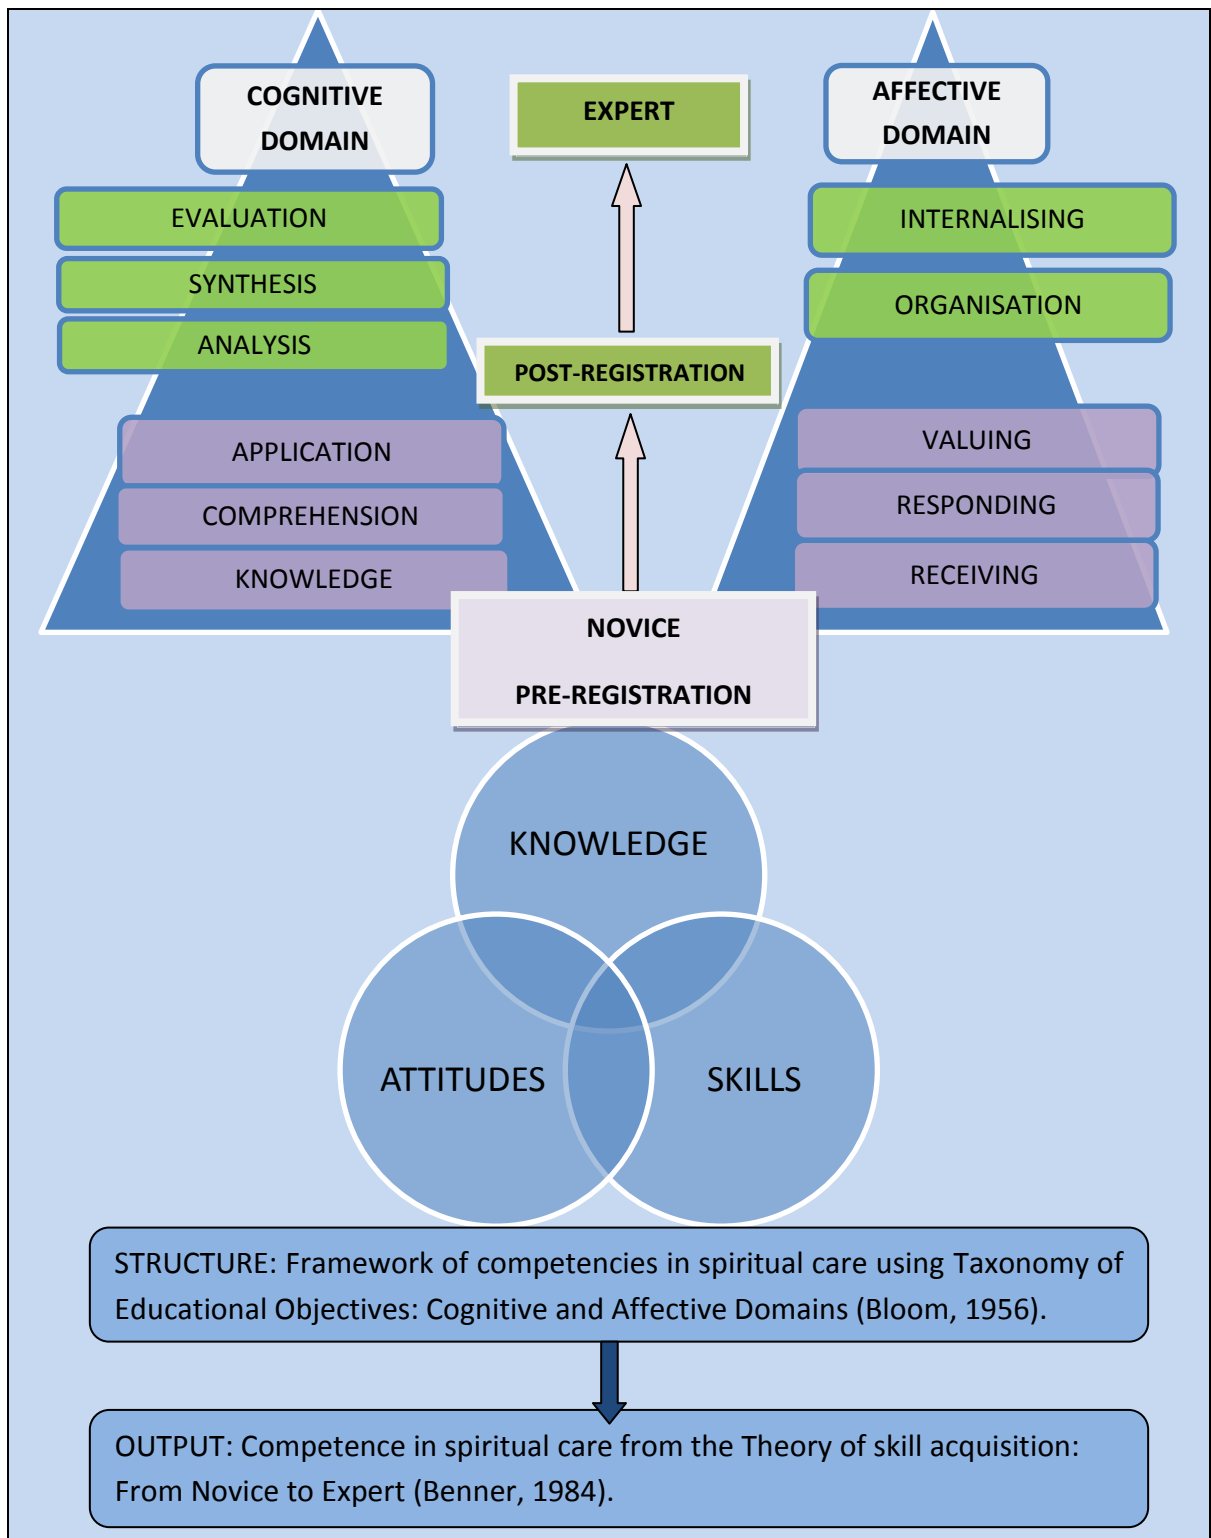 COGNITIVE
DOMAIN
EVALUATION
SYNTHESIS
ANALYSIS
APPLICATION
COMPREHENSION
KNOWLEDGE
EXPERT
POST-REGISTRATION
NOVICE
PRE-REGISTRATION
AFFECTIVE
DOMAIN
INTERNALISING
ORGANISATION
VALUING
RESPONDING
RECEIVING
KNOWLEDGE
ATTITUDES
SKILLS
STRUCTURE: Framework of competencies in spiritual care using Taxonomy of
Educational Objectives: Cognitive and Affective Domains (Bloom, 1956).
OUTPUT: Competence in spiritual care from the Theory of skill acquisition:
From Novice to Expert (Benner, 1984).